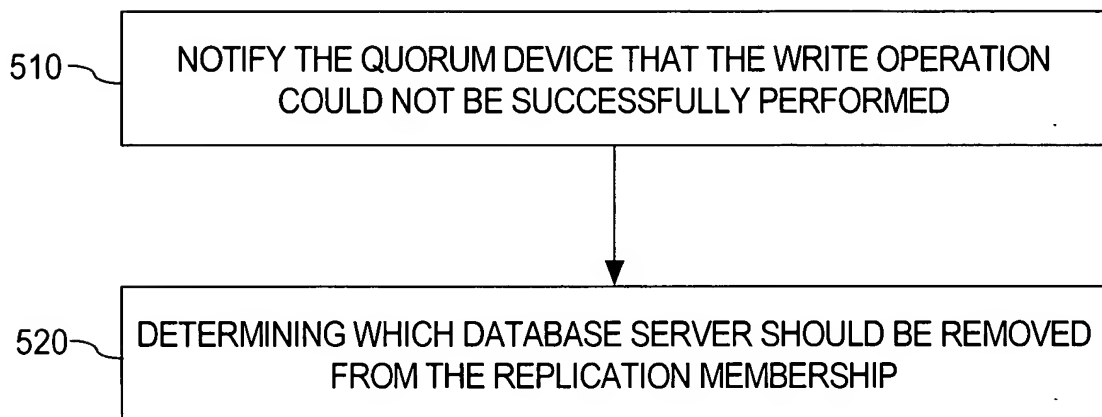 510
NOTIFY THE QUORUM DEVICE THAT THE WRITE OPERATION
COULD NOT BE SUCCESSFULLY PERFORMED
520
DETERMINING WHICH DATABASE SERVER SHOULD BE REMOVED
FROM THE REPLICATION MEMBERSHIP